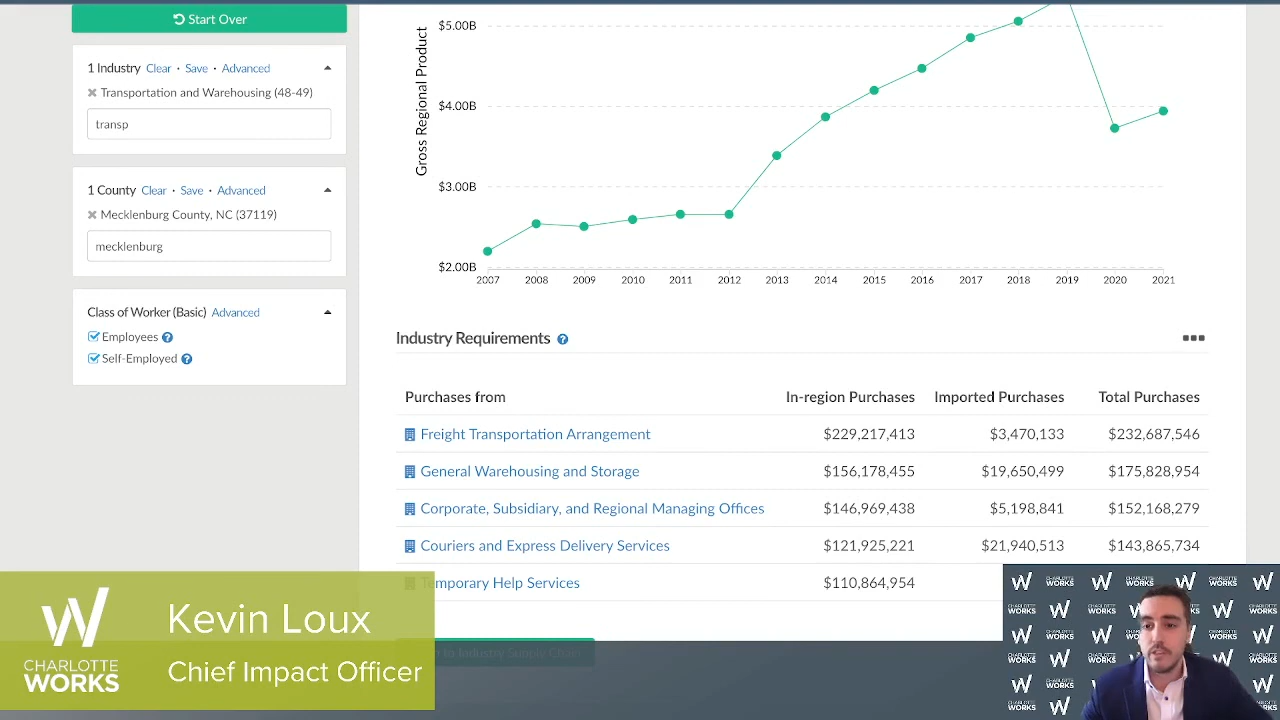 Start Over
1 Industry Clear · Save · Advanced
Transportation and Warehousing (48-49)
transp
1 County Clear · Save · Advanced
Mecklenburg County, NC (37119)
mecklenburg
Class of Worker (Basic) Advanced
Employees
Self-Employed
Gross Regional Product
$5.00B
$4.00B
$3.00B
$2.00B
2007 2008 2009 2010 2011 2012 2013 2014 2015 2016 2017 2018 2019 2020 2021
Industry Requirements
Purchases from In-region Purchases Imported Purchases Total Purchases
Freight Transportation Arrangement $229,217,413 $3,470,133 $232,687,546
General Warehousing and Storage $156,178,455 $19,650,499 $175,828,954
Corporate, Subsidiary, and Regional Managing Offices $146,969,438 $5,198,841 $152,168,279
Couriers and Express Delivery Services $121,925,221 $21,940,513 $143,865,734
Temporary Help Services $110,864,954
to Industry Supply Chain
W
CHARLOTTE
WORKS
Kevin Loux
Chief Impact Officer